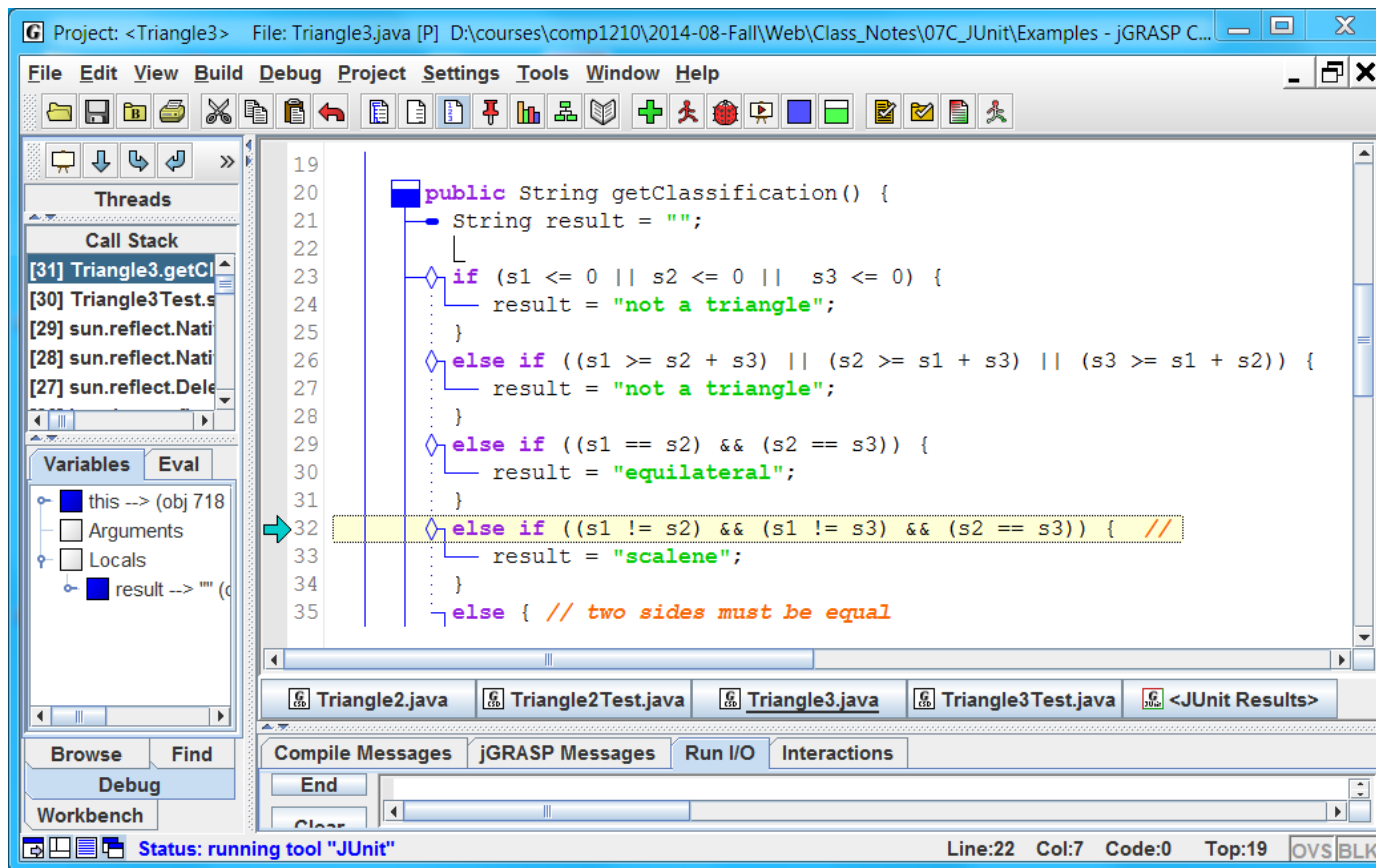 Project: <Triangle3> File: Triangle3.java [P] D:\courses\comp1210\2014-08-Fall\Web\Class_Notes\07C_JUnit\Examples - jGRASP C...
File Edit View Build Debug Project Settings Tools Window Help
Threads
Call Stack
[31] Triangle3.getCl
[30] Triangle3Test.s
[29] sun.reflect.Nati
[28] sun.reflect.Nati
[27] sun.reflect.Dele
Variables Eval
this --> (obj 718
Arguments
Locals
result --> "" (
Browse Find
Debug
Workbench
19
20 public String getClassification() {
21 String result = "";
22
23 if (s1 <= 0 || s2 <= 0 || s3 <= 0) {
24 result = "not a triangle";
25 }
26 else if ((s1 >= s2 + s3) || (s2 >= s1 + s3) || (s3 >= s1 + s2)) {
27 result = "not a triangle";
28 }
29 else if ((s1 == s2) && (s2 == s3)) {
30 result = "equilateral";
31 }
32 else if ((s1 != s2) && (s1 != s3) && (s2 == s3)) { //
33 result = "scalene";
34 }
35 else { // two sides must be equal
Triangle2.java Triangle2Test.java Triangle3.java Triangle3Test.java <JUnit Results>
Compile Messages jGRASP Messages Run I/O Interactions
End
Clear
Status: running tool "JUnit" Line:22 Col:7 Code:0 Top:19 OVS BLK